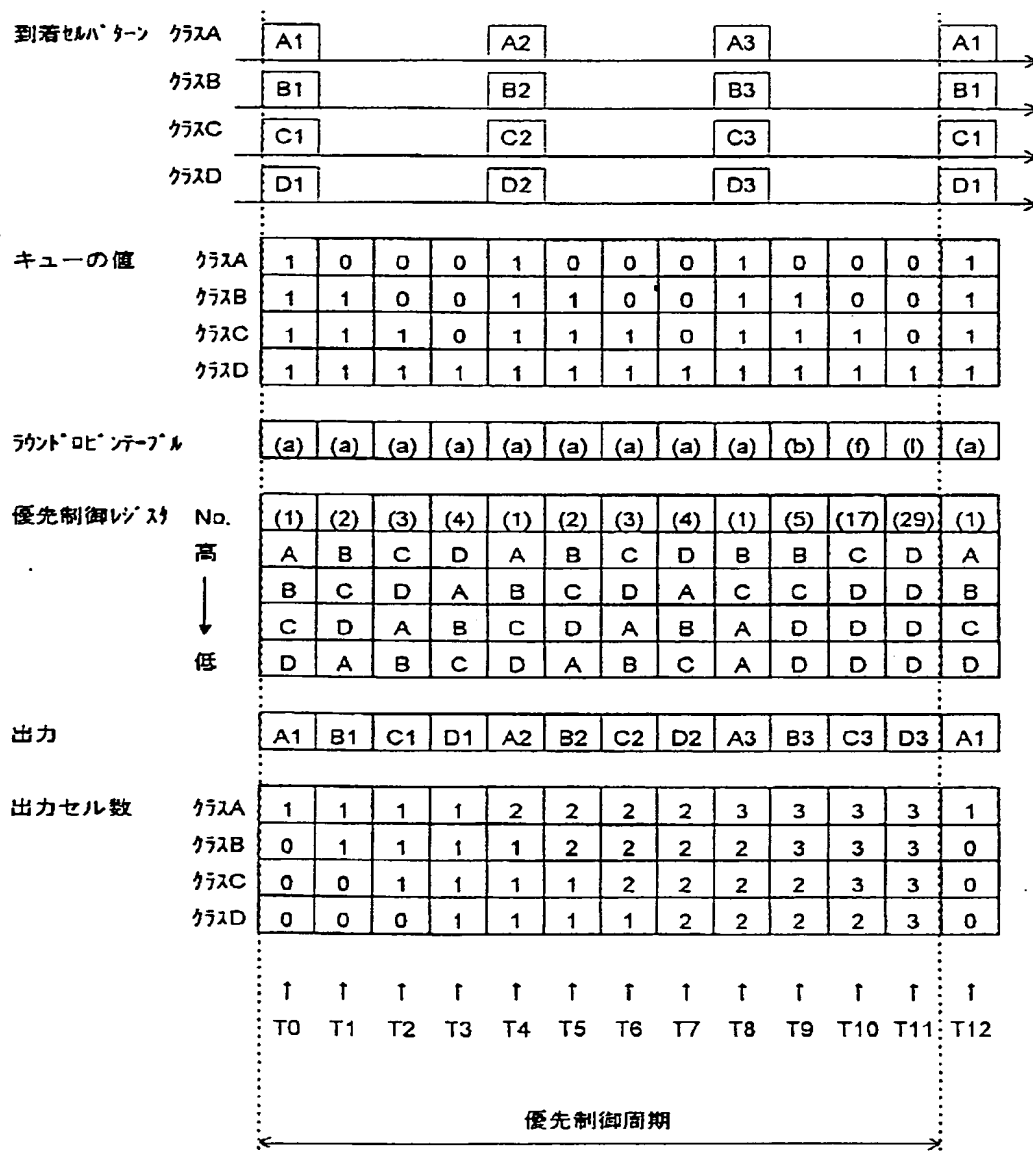 到着セルパターン クラスA A1 A2 A3 A1
クラスB B1 B2 B3 B1
クラスC C1 C2 C3 C1
クラスD D1 D2 D3 D1
キューの値 クラスA 1 0 0 0 1 0 0 0 1 0 0 0 1
クラスB 1 1 0 0 1 1 0 0 1 1 0 0 1
クラスC 1 1 1 0 1 1 1 0 1 1 1 0 1
クラスD 1 1 1 1 1 1 1 1 1 1 1 1 1
ラウンドロビンテーブル (a) (a) (a) (a) (a) (a) (a) (a) (a) (b) (f) (l) (a)
優先制御レジスタ No. (1) (2) (3) (4) (1) (2) (3) (4) (1) (5) (17) (29) (1)
高 A B C D A B C D B B C D A
B C D A B C D A C C D D B
↓ C D A B C D A B A D D D C
低 D A B C D A B C A D D D D
出力 A1 B1 C1 D1 A2 B2 C2 D2 A3 B3 C3 D3 A1
出力セル数 クラスA 1 1 1 1 2 2 2 2 3 3 3 3 1
クラスB 0 1 1 1 1 2 2 2 2 3 3 3 0
クラスC 0 0 1 1 1 1 2 2 2 2 3 3 0
クラスD 0 0 0 1 1 1 1 2 2 2 2 3 0
↑ ↑ ↑ ↑ ↑ ↑ ↑ ↑ ↑ ↑ ↑ ↑ ↑
T0 T1 T2 T3 T4 T5 T6 T7 T8 T9 T10 T11 T12
優先制御周期